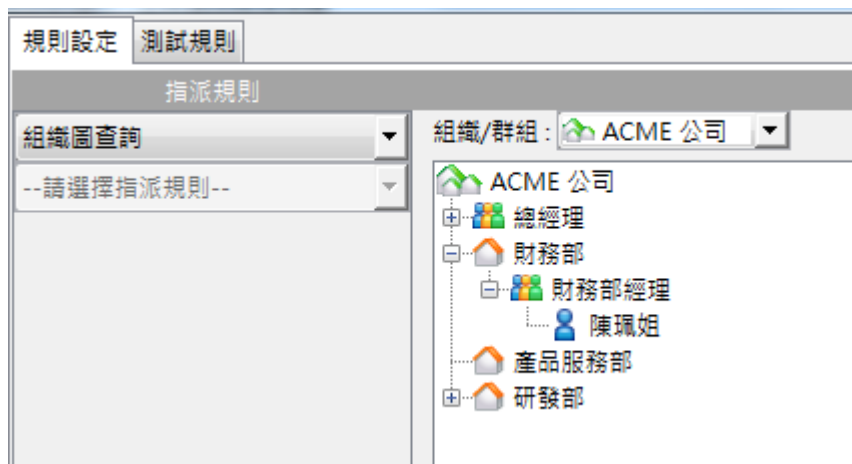 規則設定 測試規則
指派規則
組織圖查詢
--請選擇指派規則--
組織/群組 : ACME 公司
ACME 公司
總經理
財務部
財務部經理
陳珮姐
產品服務部
研發部